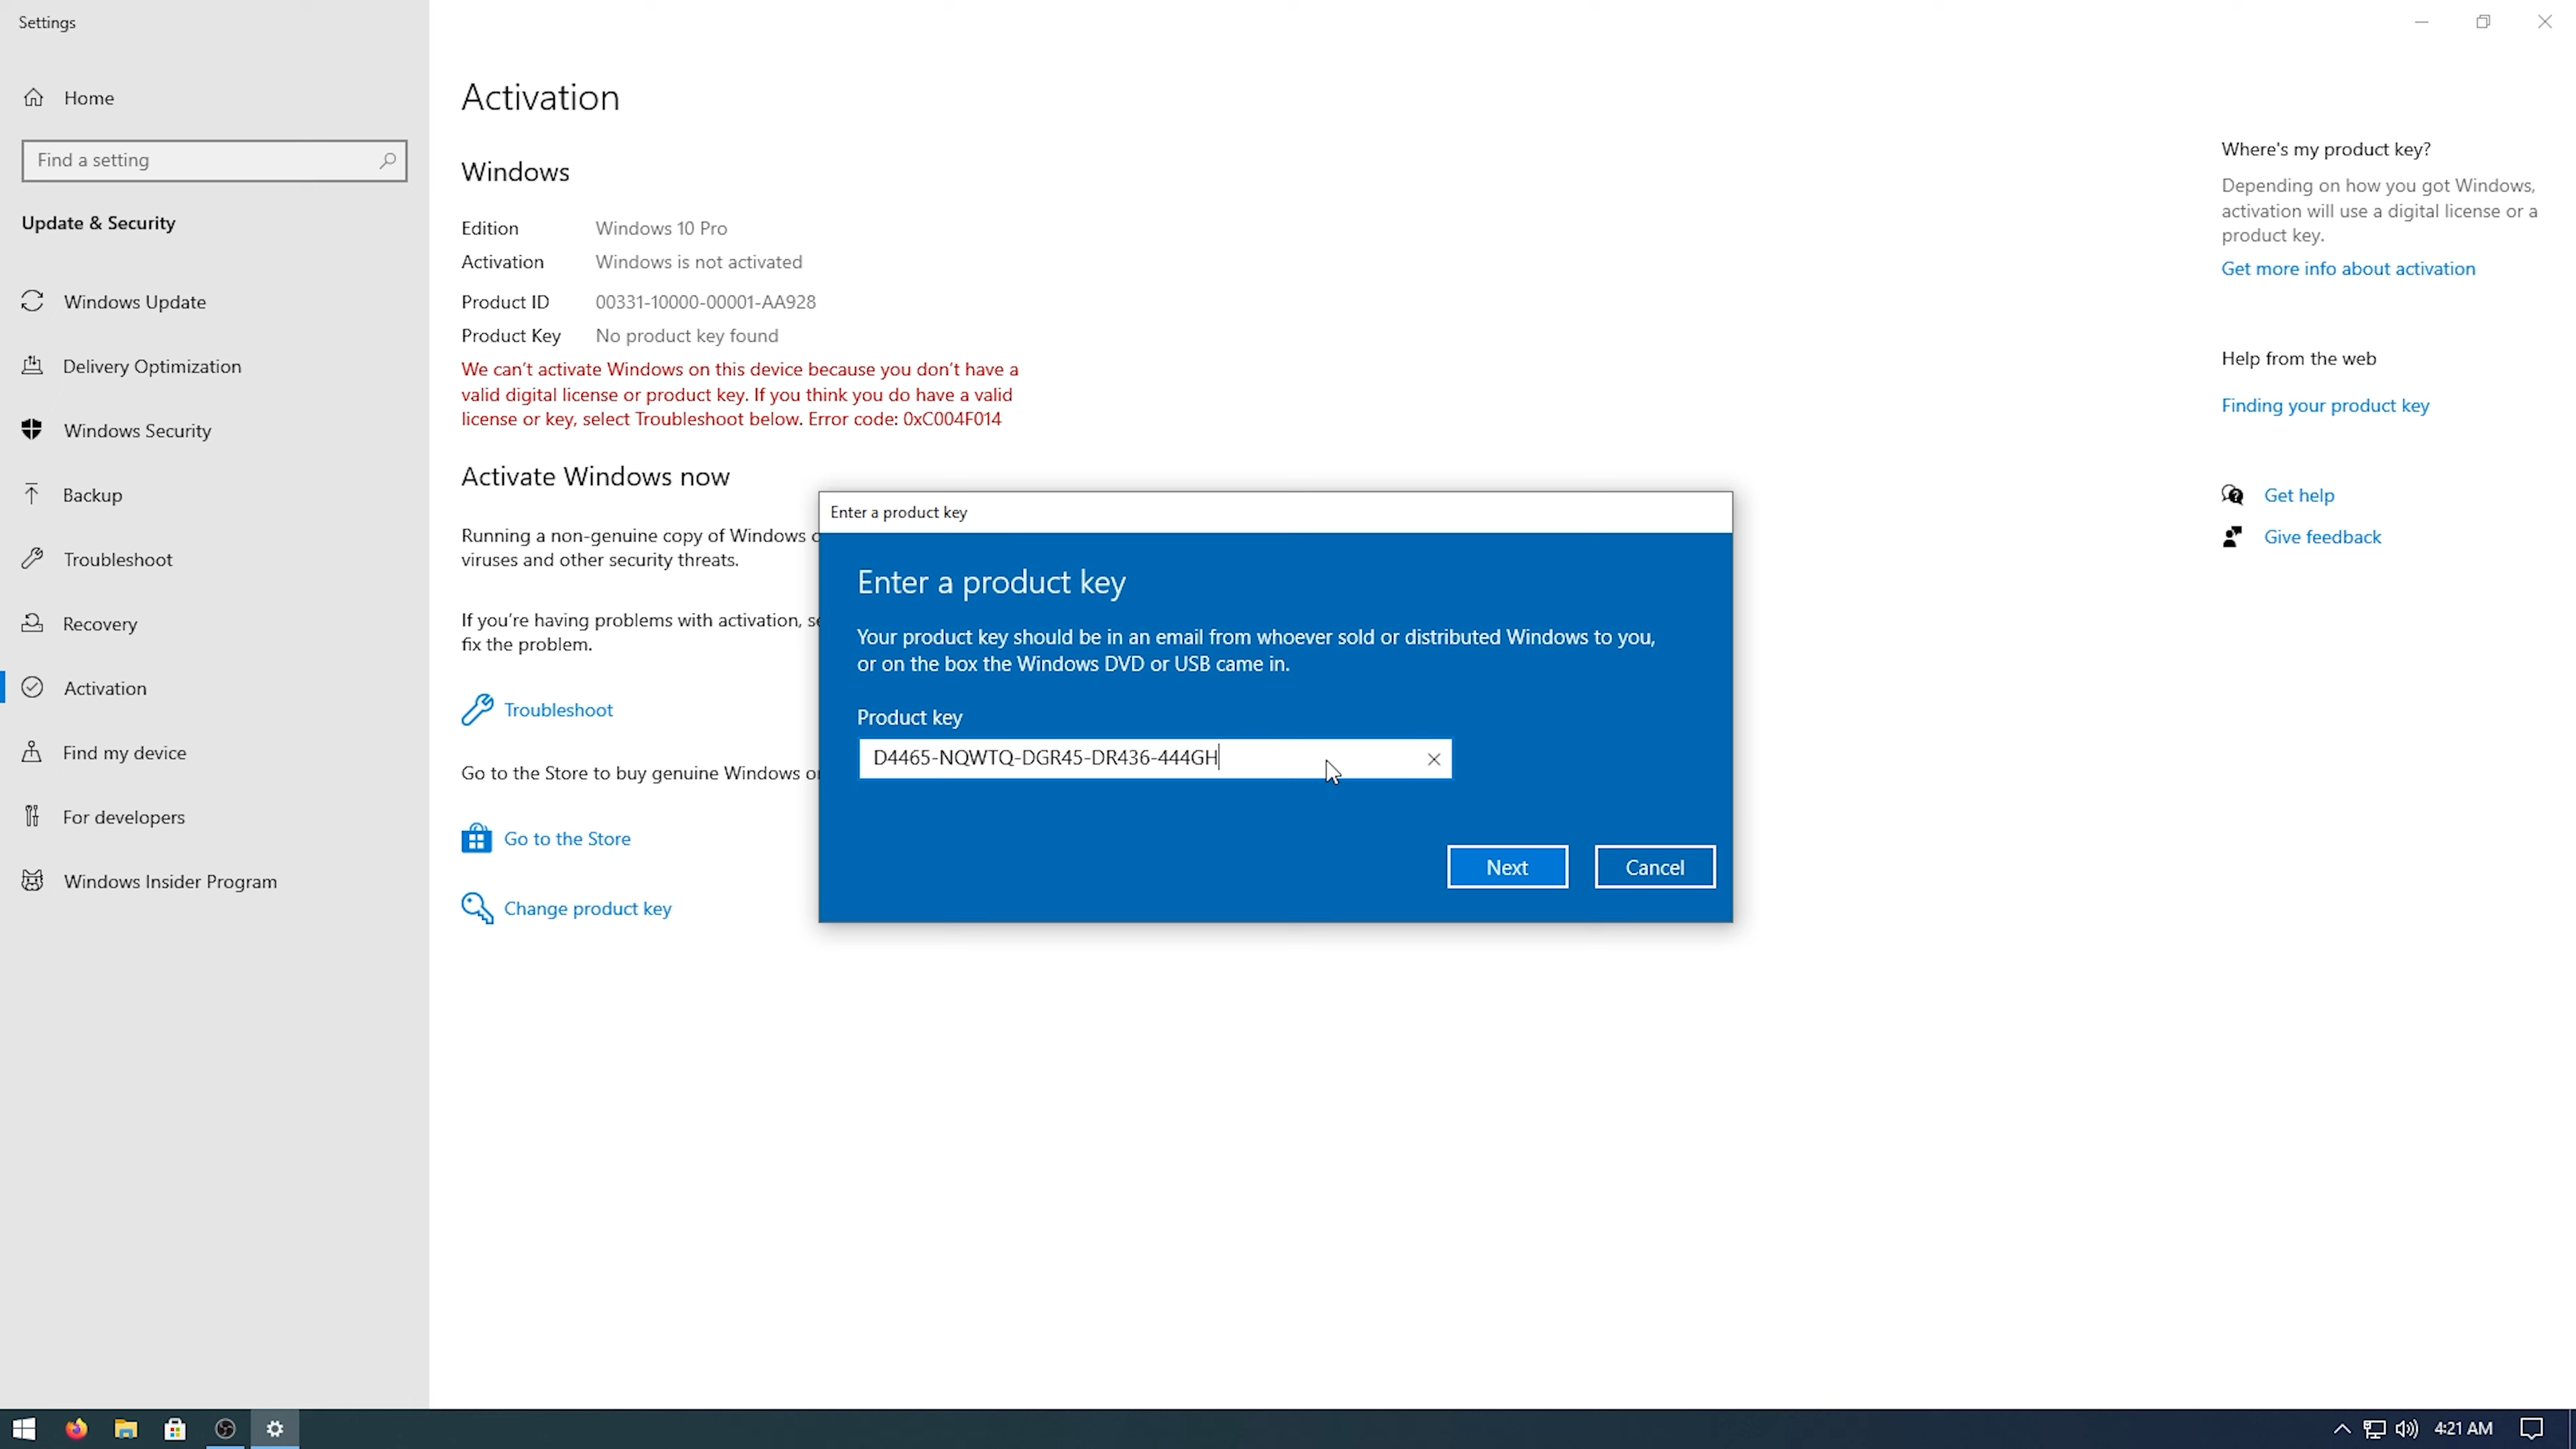 Settings
Home
Find a setting
Update & Security
Windows Update
Delivery Optimization
Windows Security
Backup
Troubleshoot
Recovery
Activation
Find my device
For developers
Windows Insider Program
Activation
Windows
Edition Windows 10 Pro
Activation Windows is not activated
Product ID 00331-10000-00001-AA928
Product Key No product key found
We can't activate Windows on this device because you don't have a
valid digital license or product key. If you think you do have a valid
license or key, select Troubleshoot below. Error code: 0xC004F014
Activate Windows now
Running a non-genuine copy of Windows
viruses and other security threats.
If you're having problems with activation,
fix the problem.
Troubleshoot
Go to the Store to buy genuine Windows
Go to the Store
Change product key
Enter a product key
Enter a product key
Your product key should be in an email from whoever sold or distributed Windows to you,
or on the box the Windows DVD or USB came in.
Product key
D4465-NQWTQ-DGR45-DR436-444GH
Next Cancel
Where's my product key?
Depending on how you got Windows,
activation will use a digital license or a
product key.
Get more info about activation
Help from the web
Finding your product key
Get help
Give feedback
4:21 AM